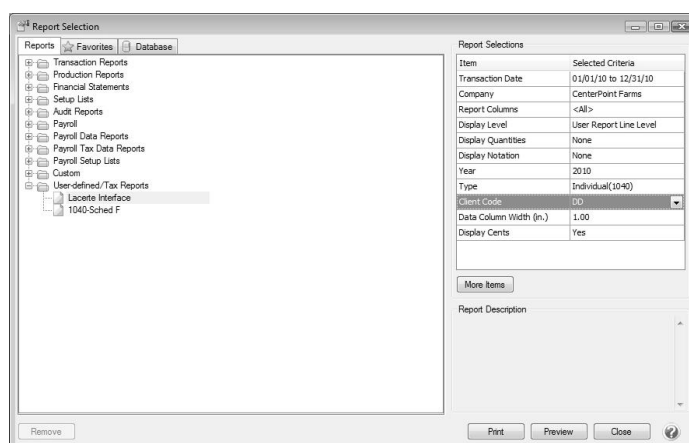 Report Selection
Reports Favorites Database
Transaction Reports
Production Reports
Financial Statements
Setup Lists
Audit Reports
Payroll
Payroll Data Reports
Payroll Tax Data Reports
Payroll Setup Lists
Custom
User-defined/Tax Reports
Lacerte Interface
1040-Sched F
Remove
Report Selections
Item Selected Criteria
Transaction Date 01/01/10 to 12/31/10
Company CenterPoint Farms
Report Columns <All>
Display Level User Report Line Level
Display Quantities None
Display Notation None
Year 2010
Type Individual(1040)
Client Code DD
Data Column Width (in.) 1.00
Display Cents Yes
More Items
Report Description
Print Preview Close ?